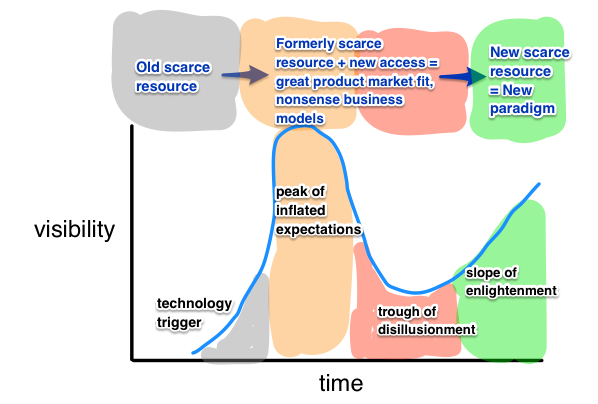 Old scarce
resource
Formerly scarce
resource + new access =
great product market fit,
nonsense business
models
New scarce
resource
= New
paradigm
visibility
peak of
inflated
expectations
technology
trigger
trough of
disillusionment
slope of
enlightenment
time